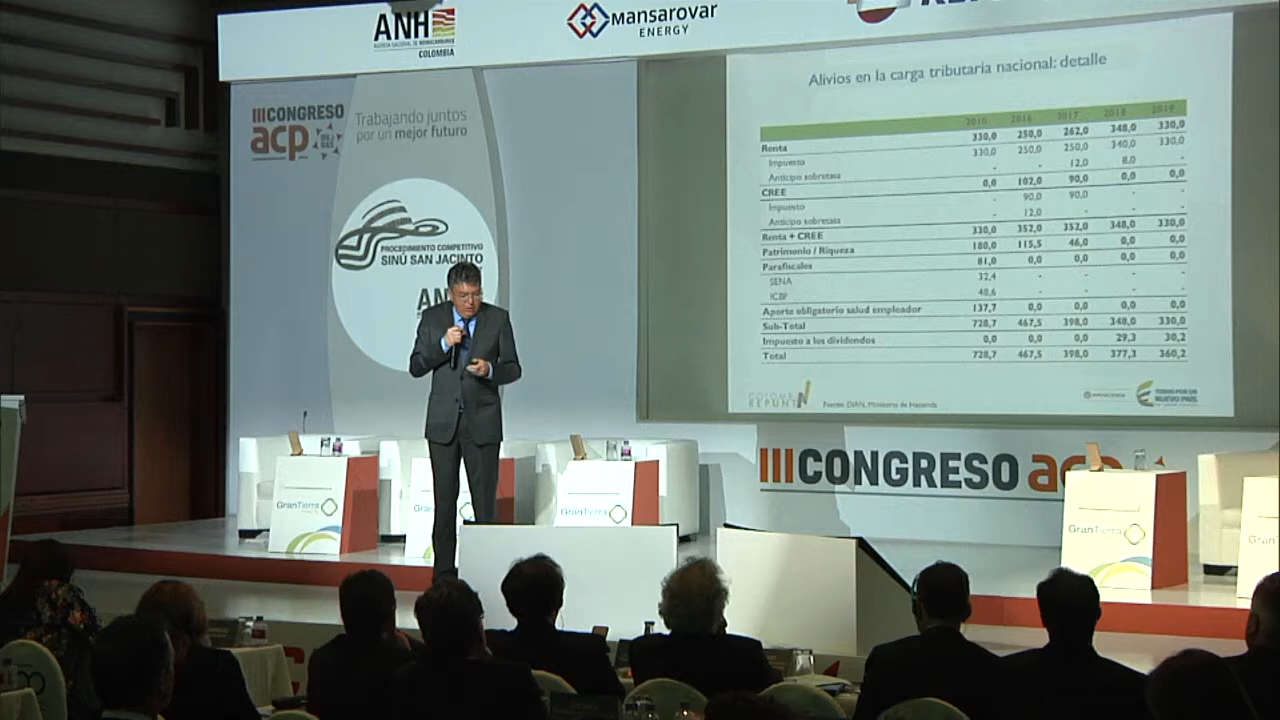 ANH
AGENCIA NACIONAL DE HIDROCARBUROS
COLOMBIA
Mansarovar
ENERGY
III CONGRESO
acp
Trabajando juntos
por un mejor futuro
PROCEDIMIENTO COMPETITIVO
SINÚ SAN JACINTO
AN
Alivios en la carga tributaria nacional: detalle
2016 2017 2018 2019
Renta 330,0 250,0 262,0 348,0 330,0
Impuesto 330,0 250,0 250,0 340,0 330,0
Anticipo sobretasa - - 12,0 8,0 -
CREE 0,0 102,0 90,0 0,0 0,0
Impuesto - 90,0 90,0 - -
Anticipo sobretasa - 12,0 - - -
Renta + CREE 330,0 352,0 352,0 348,0 330,0
Patrimonio / Riqueza 180,0 115,5 46,0 0,0 0,0
Parafiscales 81,0 0,0 0,0 0,0 0,0
SENA 32,4 - - - -
ICBF 48,6 - - - -
Aporte obligatorio salud empleador 137,7 0,0 0,0 0,0 0,0
Sub-Total 728,7 467,5 398,0 348,0 330,0
Impuesto a los dividendos 0,0 0,0 0,0 29,3 30,2
Total 728,7 467,5 398,0 377,3 360,2
Fuente: DIAN, Ministerio de Hacienda
MINHACIENDA
TODOS POR UN
NUEVO PAÍS
III CONGRESO acp
GranTierra
Gran
GranTierra
GranTierra
Gran